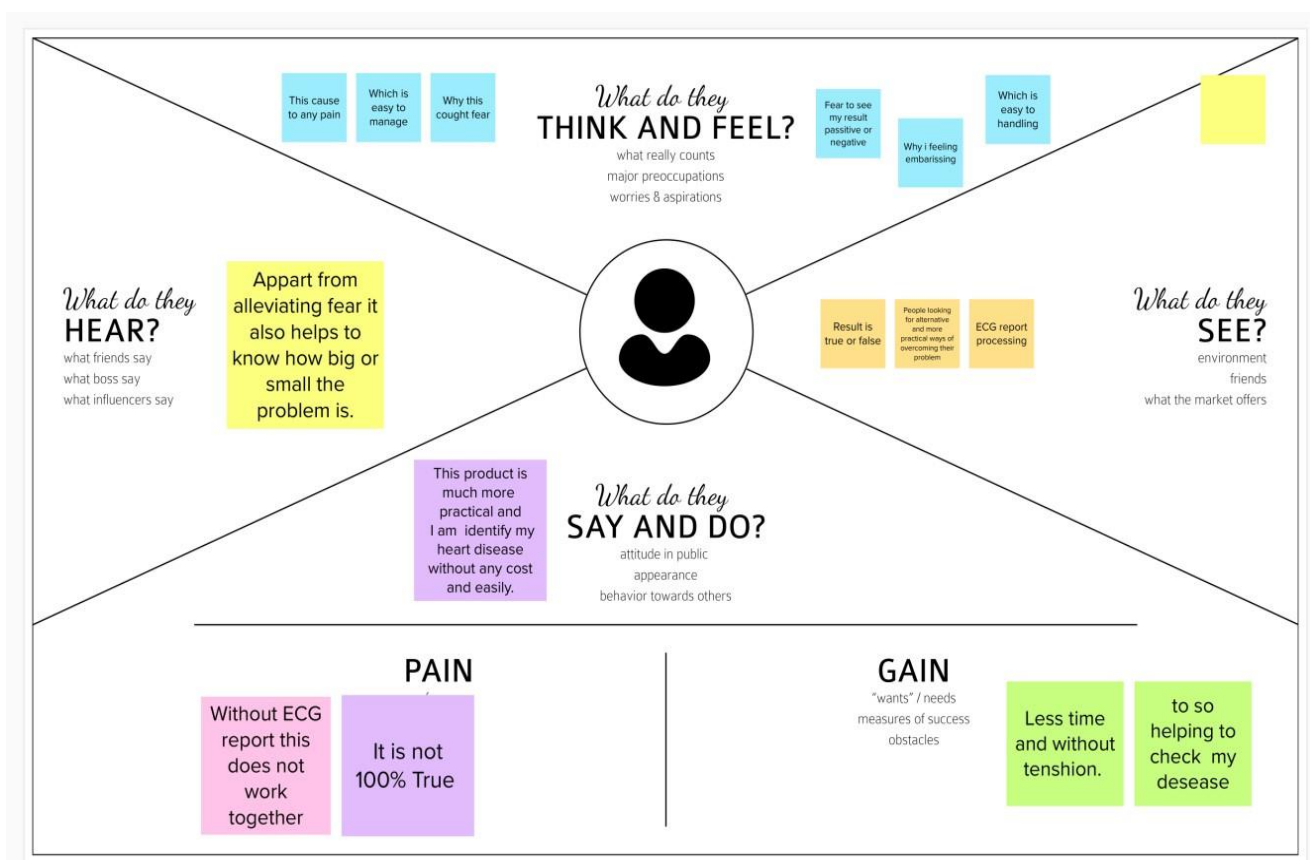 This cause
to any pain
Which is
easy to
manage
Why this
cought fear
What do they
THINK AND FEEL?
what really counts
major preoccupations
worries & aspirations
Fear to see
my result
passitive or
negative
Why i feeling
embarissing
Which is
easy to
handling
What do they
HEAR?
what friends say
what boss say
what influencers say
Appart from
alleviating fear it
also helps to
know how big or
small the
problem is.
Result is
true or false
People looking
for alternative
and more
practical ways of
overcoming their
problem
ECG report
processing
What do they
SEE?
environment
friends
what the market offers
This product is
much more
practical and
I am identify my
heart disease
without any cost
and easily.
What do they
SAY AND DO?
attitude in public
appearance
behavior towards others
PAIN
Without ECG
report this
does not
work
together
It is not
100% True
GAIN
"wants" / needs
measures of success
obstacles
Less time
and without
tenshion.
to so
helping to
check my
desease